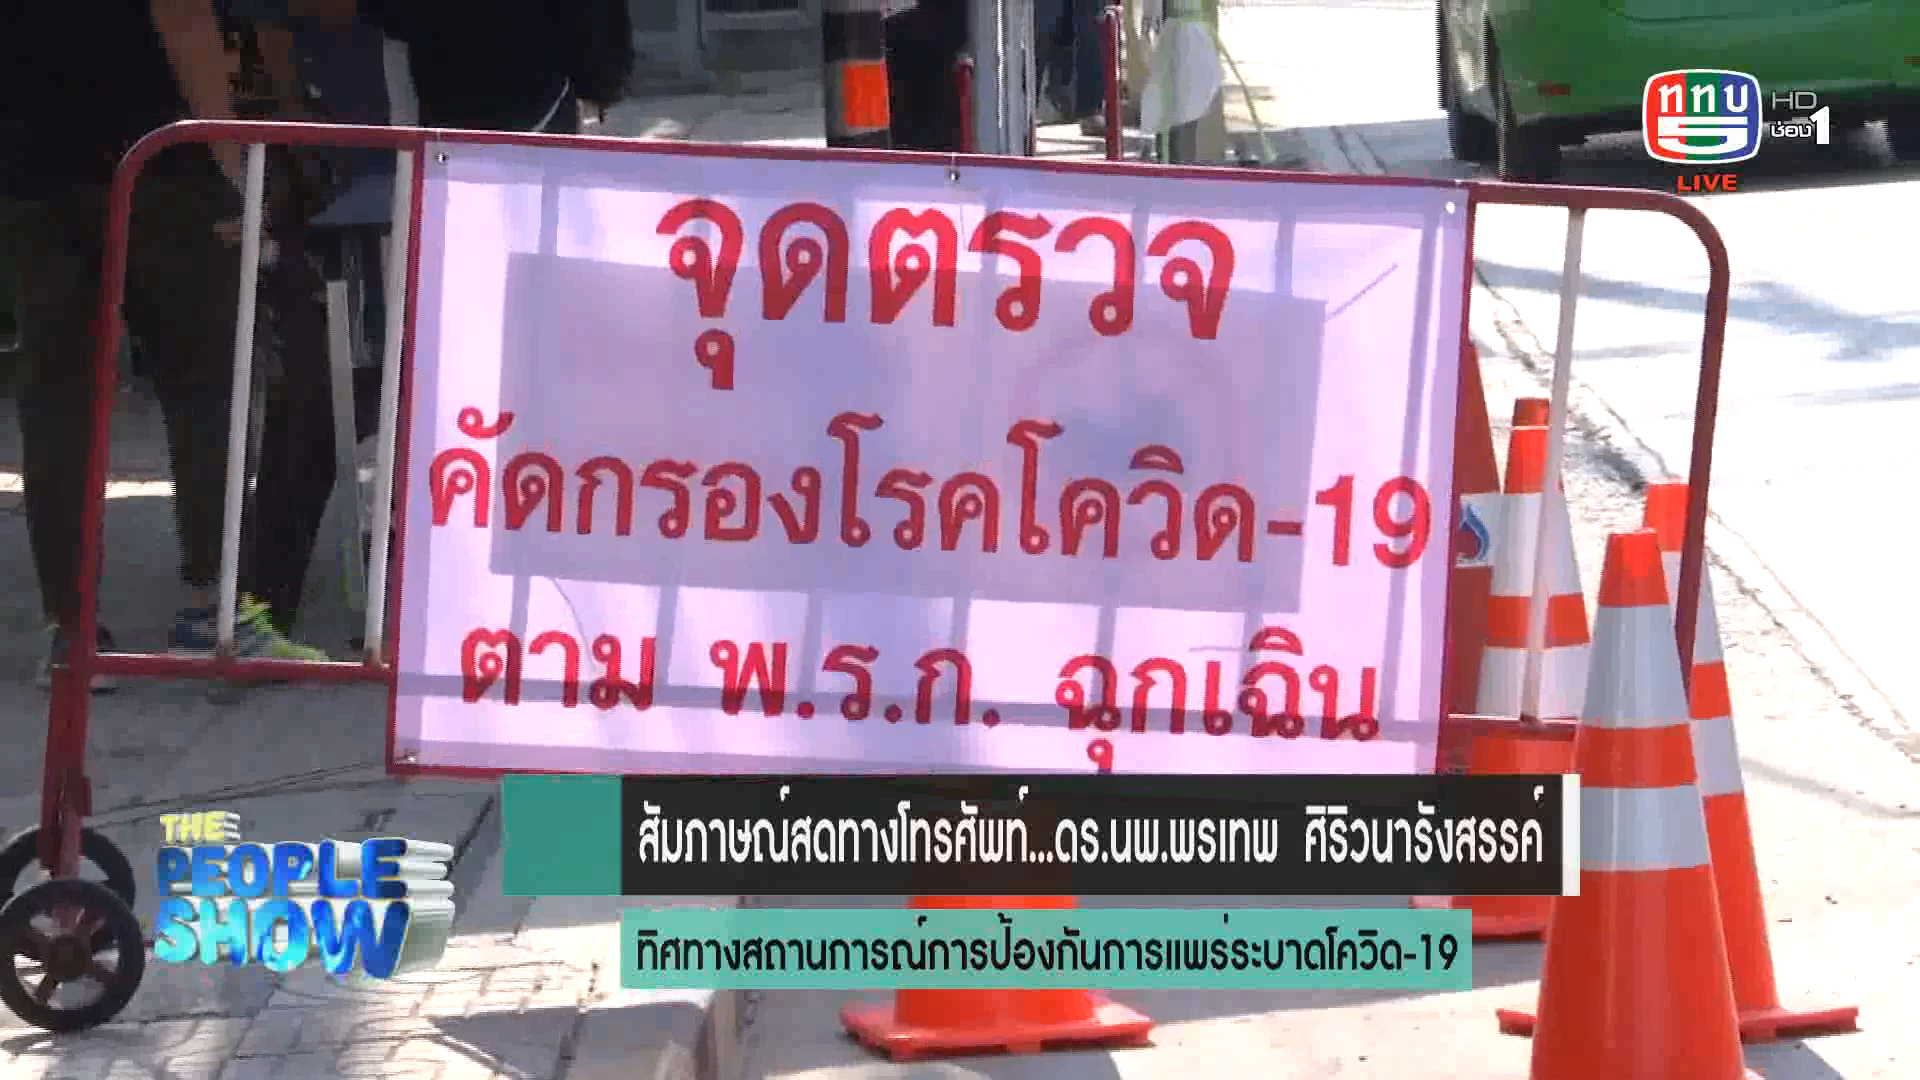 ททบ
5
HD
ช่อง1
LIVE
จุดตรวจ
คัดกรองโรคโควิด-19
ตาม พ.ร.ก. ฉุกเฉิน
THE
PEOPLE
SHOW
สัมภาษณ์สดทางโทรศัพท์...ดร.นพ.พรเทพ ศิริวนารังสรรค์
ทิศทางสถานการณ์การป้องกันการแพร่ระบาดโควิด-19